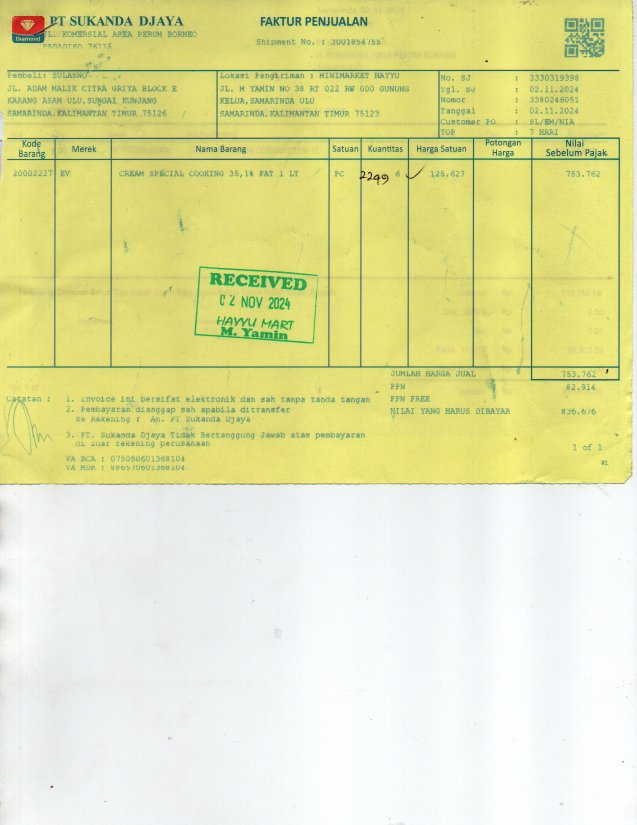 PT SUKANDA DJAYA
FAKTUR PENJUALAN
Diamond
JL. KOMERSIAL AREA PERUM BORNEO
PARADISO 76116
Shipment No. : 3001854755
Pembeli: SULASNO
JL. ADAM MALIK CITRA GRIYA BLOCK E
KARANG ASAM ULU,SUNGAI KUNJANG
SAMARINDA,KALIMANTAN TIMUR 75126
Lokasi Pengiriman : MINIMARKET HAYYU
JL. M YAMIN NO 38 RT 022 RW 000 GUNUNG
KELUA,SAMARINDA ULU
SAMARINDA,KALIMANTAN TIMUR 75123
No. SJ : 3330319398
Tgl. SJ : 02.11.2024
Nomor : 3380246051
Tanggal : 02.11.2024
Customer PO : SL/EM/NIA
TOP : 7 HARI
Kode Barang Merek Nama Barang Satuan Kuantitas Harga Satuan Potongan Harga Nilai Sebelum Pajak
20002227 EV CREAM SPECIAL COOKING 35,1% FAT 1 LT PC 2249 6 125.627 753.762
RECEIVED
02 NOV 2024
HAYYU MART
M. Yamin
JUMLAH HARGA JUAL 753.762
PPN 82.914
PPN FREE
NILAI YANG HARUS DIBAYAR 836.676
Catatan : 1. Invoice ini bersifat elektronik dan sah tanpa tanda tangan
2. Pembayaran dianggap sah apabila ditransfer
ke Rekening : An. PT Sukanda Djaya
3. PT. Sukanda Djaya Tidak Bertanggung Jawab atas pembayaran
di luar rekening perusahaan
1 of 1
VA BCA : 075050601368104
VA MDR : 886570601368104
#1